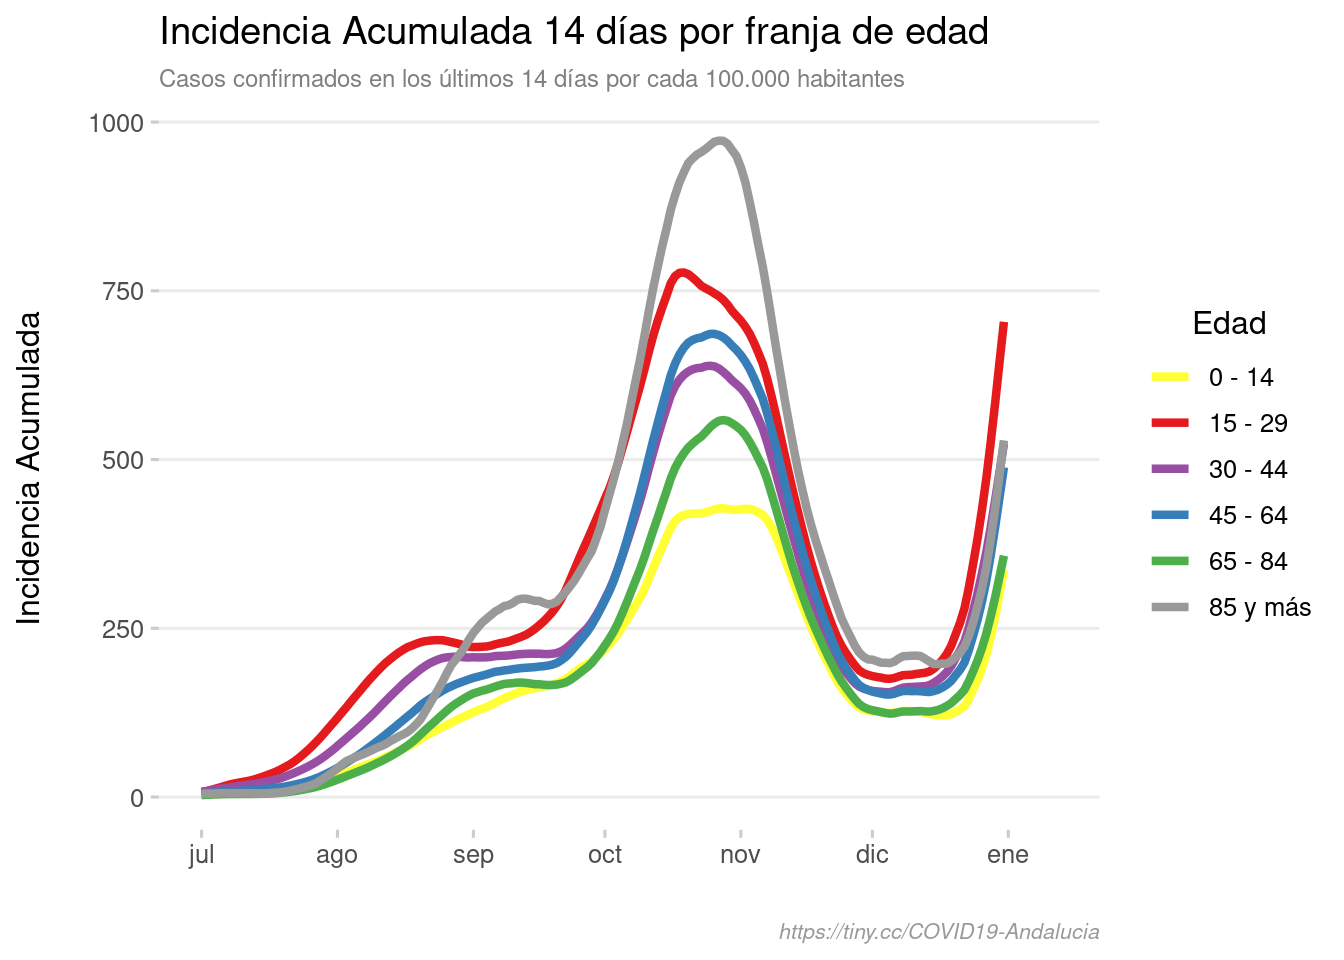 Incidencia Acumulada 14 días por franja de edad
Casos confirmados en los últimos 14 días por cada 100.000 habitantes
Incidencia Acumulada
1000
750
500
250
0
jul
ago
sep
oct
nov
dic
ene
Edad
0 - 14
15 - 29
30 - 44
45 - 64
65 - 84
85 y más
https://tiny.cc/COVID19-Andalucia